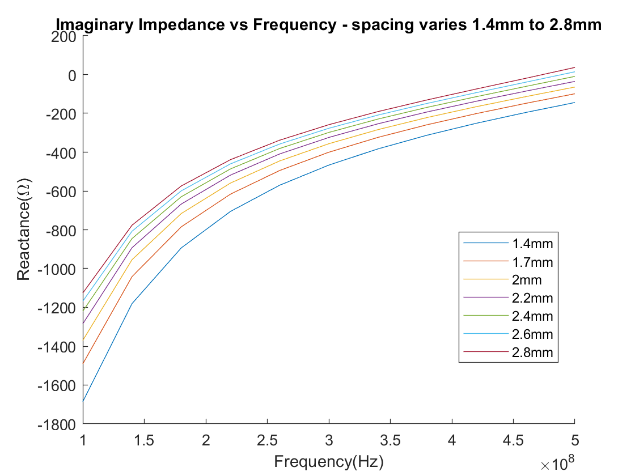 Imaginary Impedance vs Frequency - spacing varies 1.4mm to 2.8mm
200
0
-200
-400
-600
-800
-1000
-1200
-1400
-1600
-1800
Reactance(Ω)
1.4mm
1.7mm
2mm
2.2mm
2.4mm
2.6mm
2.8mm
1 1.5 2 2.5 3 3.5 4 4.5 5
Frequency(Hz)
×10⁸